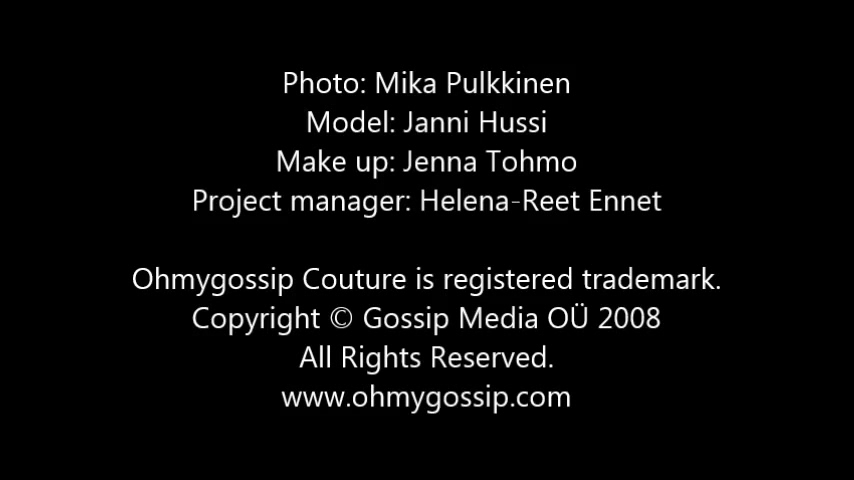 Photo: Mika Pulkkinen
Model: Janni Hussi
Make up: Jenna Tohmo
Project manager: Helena-Reet Ennet
Ohmygossip Couture is registered trademark.
Copyright © Gossip Media OÜ 2008
All Rights Reserved.
www.ohmygossip.com